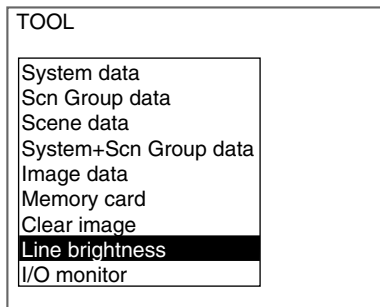 TOOL
System data
Scn Group data
Scene data
System+Scn Group data
Image data
Memory card
Clear image
Line brightness
I/O monitor